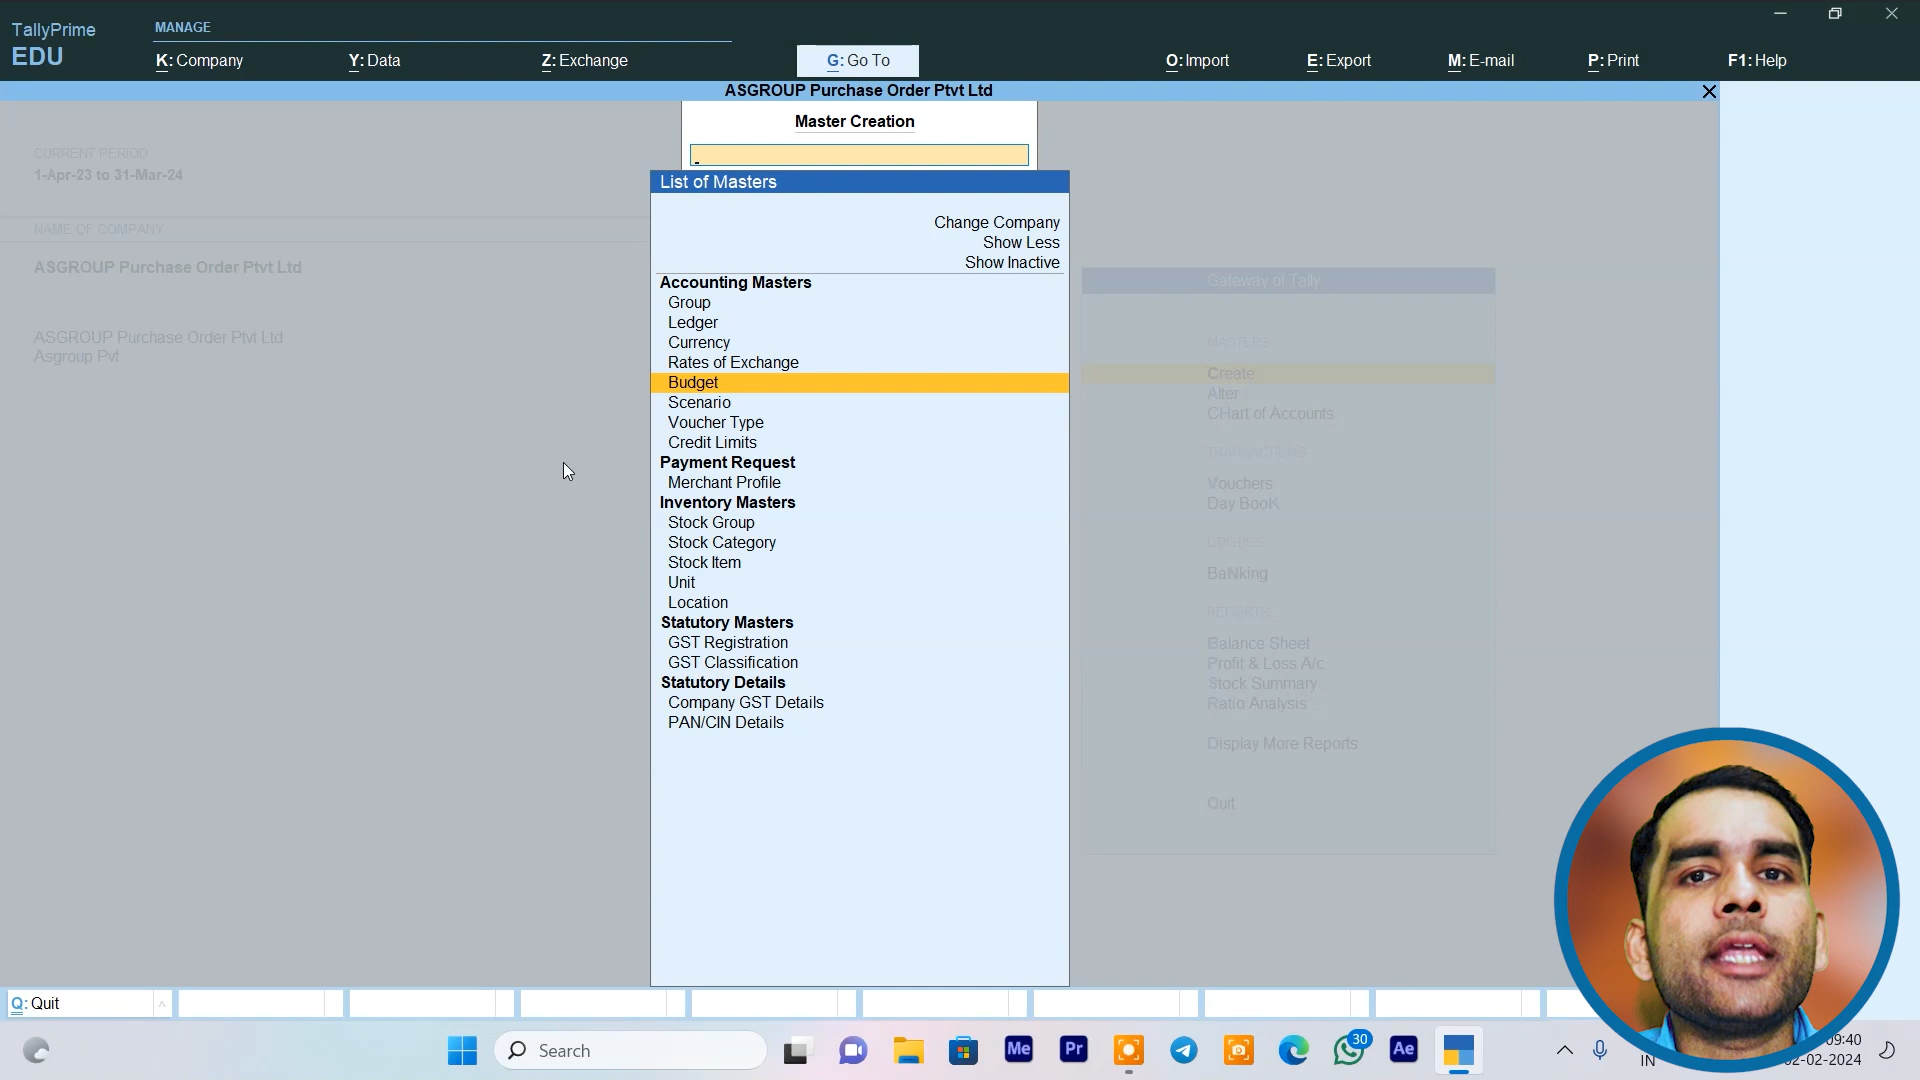 TallyPrime
EDU
MANAGE
K: Company
Y: Data
Z: Exchange
G: Go To
O: Import
E: Export
M: E-mail
P: Print
F1: Help
ASGROUP Purchase Order Ptvt Ltd
CURRENT PERIOD
1-Apr-23 to 31-Mar-24
NAME OF COMPANY
ASGROUP Purchase Order Ptvt Ltd
ASGROUP Purchase Order Ptvt Ltd
Asgroup Pvt
Master Creation
List of Masters
Change Company
Show Less
Show Inactive
Accounting Masters
Group
Ledger
Currency
Rates of Exchange
Budget
Scenario
Voucher Type
Credit Limits
Payment Request
Merchant Profile
Inventory Masters
Stock Group
Stock Category
Stock Item
Unit
Location
Statutory Masters
GST Registration
GST Classification
Statutory Details
Company GST Details
PAN/CIN Details
Gateway of Tally
MASTERS
Create
Alter
CHart of Accounts
TRANSACTIONS
Vouchers
Day BooK
BaNking
REPORTS
Balance Sheet
Profit & Loss A/c
Stock Summary
Ratio Analysis
Display More Reports
Quit
Q: Quit
Search
Me
Pr
30
Ae
IN
09:40
02-02-2024